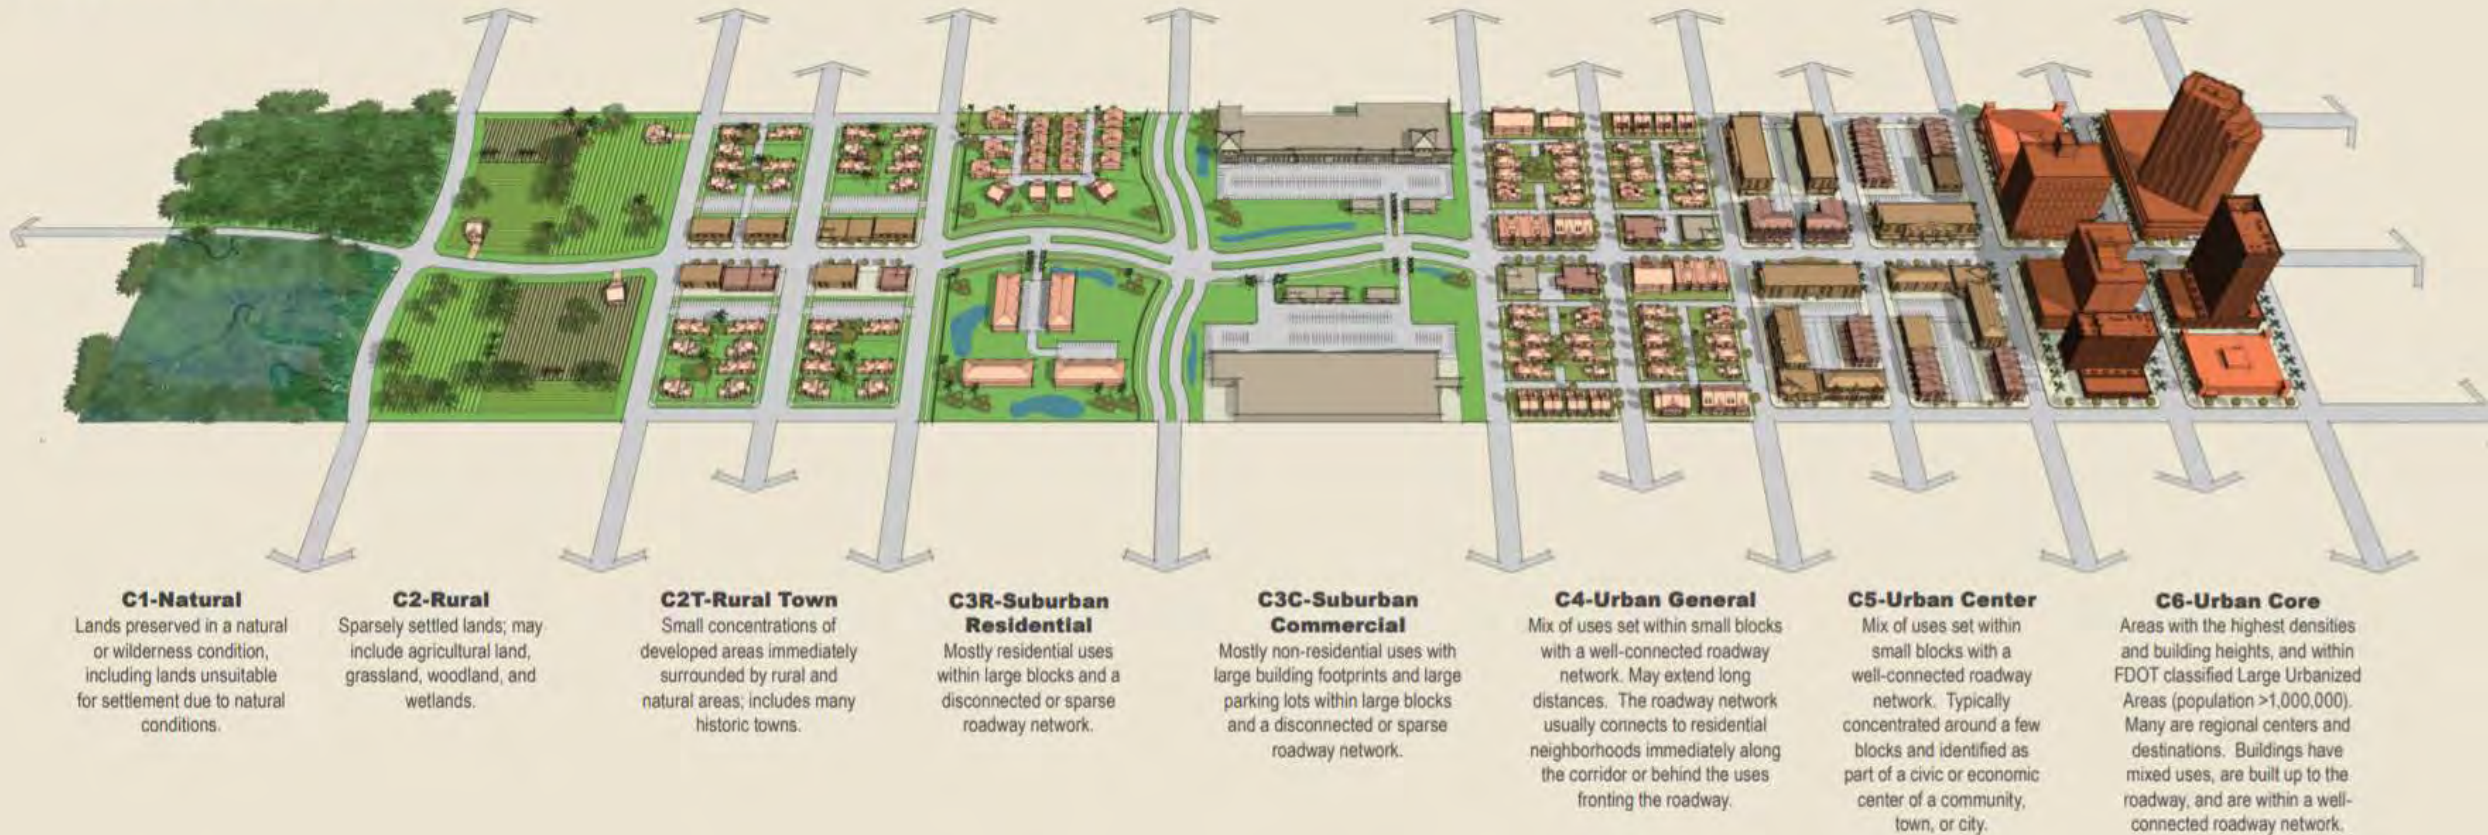 C1-Natural
Lands preserved in a natural
or wilderness condition,
including lands unsuitable
for settlement due to natural
conditions.
C2-Rural
Sparsely settled lands; may
include agricultural land,
grassland, woodland, and
wetlands.
C2T-Rural Town
Small concentrations of
developed areas immediately
surrounded by rural and
natural areas; includes many
historic towns.
C3R-Suburban
Residential
Mostly residential uses
within large blocks and a
disconnected or sparse
roadway network.
C3C-Suburban
Commercial
Mostly non-residential uses with
large building footprints and large
parking lots within large blocks
and a disconnected or sparse
roadway network.
C4-Urban General
Mix of uses set within small blocks
with a well-connected roadway
network. May extend long
distances. The roadway network
usually connects to residential
neighborhoods immediately along
the corridor or behind the uses
fronting the roadway.
C5-Urban Center
Mix of uses set within
small blocks with a
well-connected roadway
network. Typically
concentrated around a few
blocks and identified as
part of a civic or economic
center of a community,
town, or city.
C6-Urban Core
Areas with the highest densities
and building heights, and within
FDOT classified Large Urbanized
Areas (population >1,000,000).
Many are regional centers and
destinations. Buildings have
mixed uses, are built up to the
roadway, and are within a well-
connected roadway network.